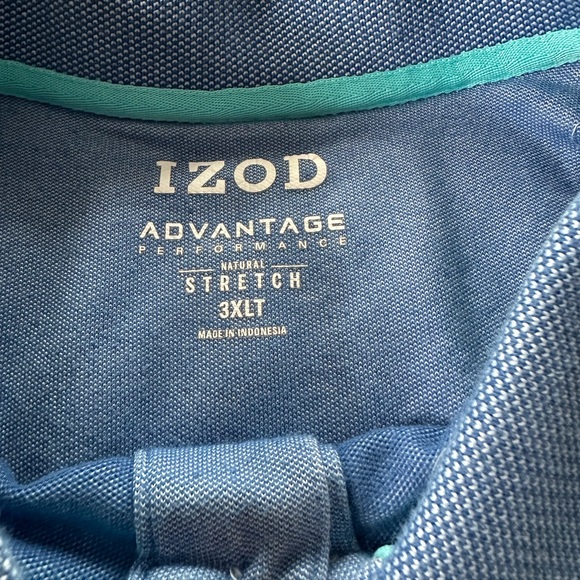 IZOD
ADVANTAGE
PERFORMANCE
NATURAL
STRETCH
3XLT
MADE IN INDONESIA